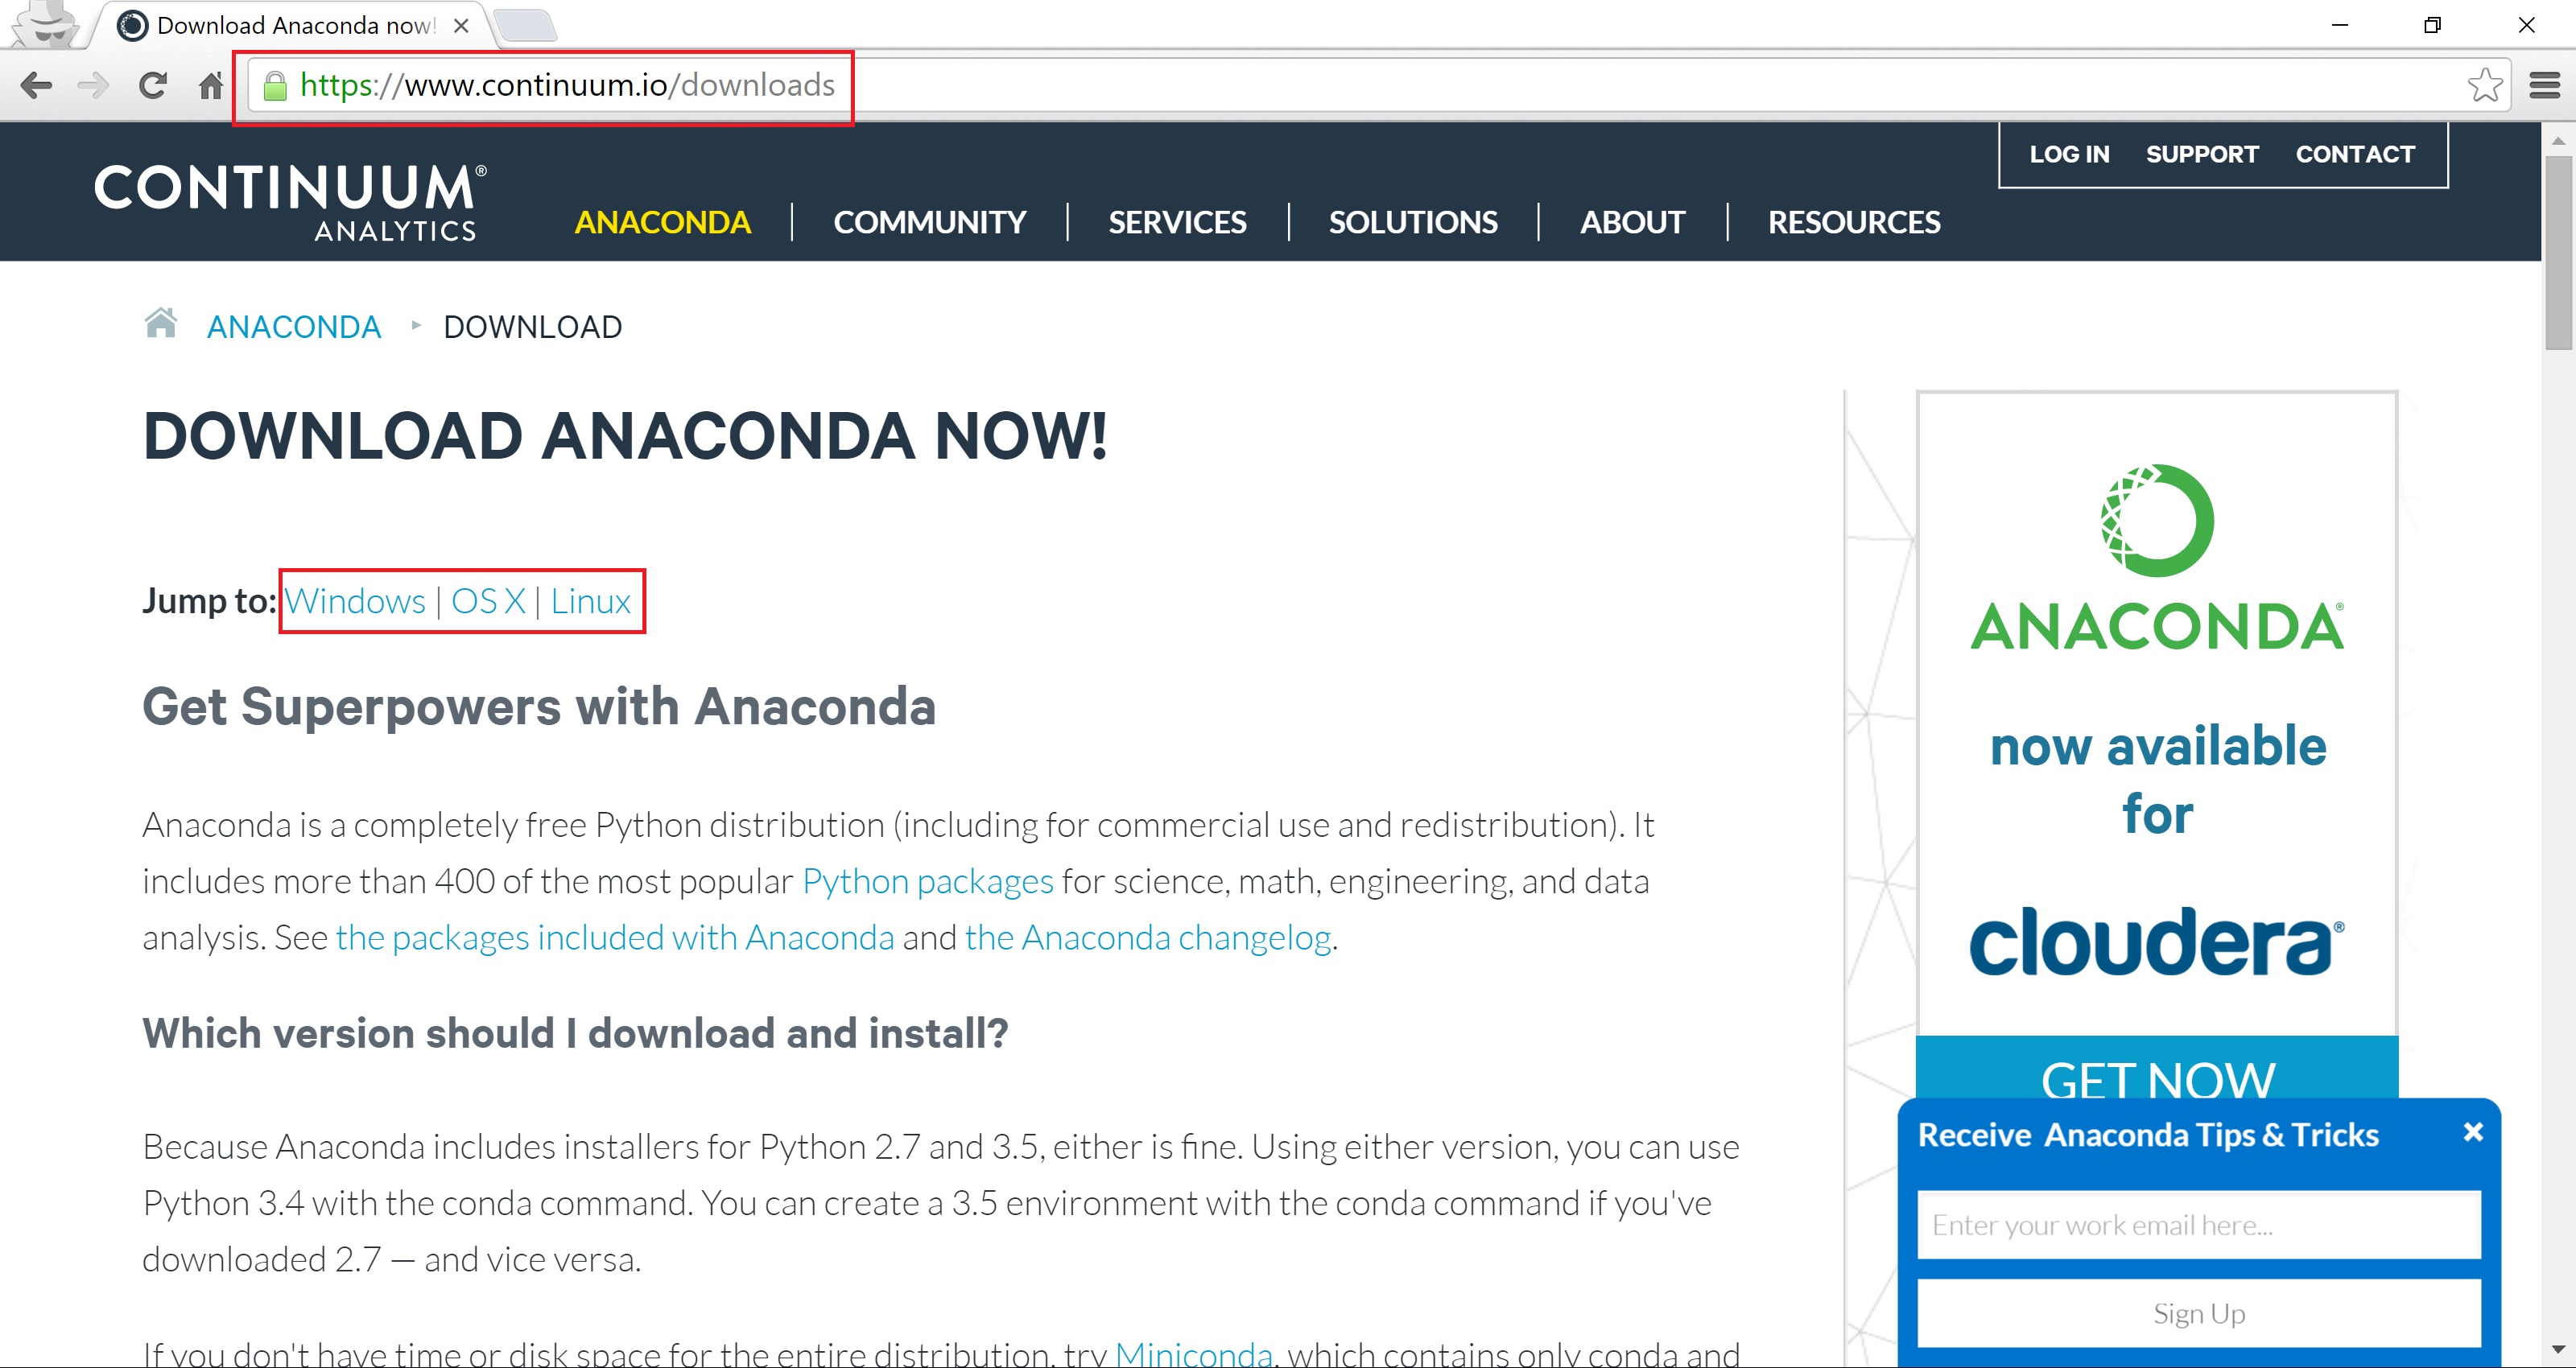 Download Anaconda now!
https://www.continuum.io/downloads
LOG IN SUPPORT CONTACT
CONTINUUM®
ANALYTICS
ANACONDA | COMMUNITY | SERVICES | SOLUTIONS | ABOUT | RESOURCES
ANACONDA ▸ DOWNLOAD
DOWNLOAD ANACONDA NOW!
Jump to: Windows | OS X | Linux
Get Superpowers with Anaconda
Anaconda is a completely free Python distribution (including for commercial use and redistribution). It
includes more than 400 of the most popular Python packages for science, math, engineering, and data
analysis. See the packages included with Anaconda and the Anaconda changelog.
Which version should I download and install?
Because Anaconda includes installers for Python 2.7 and 3.5, either is fine. Using either version, you can use
Python 3.4 with the conda command. You can create a 3.5 environment with the conda command if you've
downloaded 2.7 — and vice versa.
If you don't have time or disk space for the entire distribution, try Miniconda, which contains only conda and
ANACONDA®
now available
for
cloudera®
GET NOW
Receive Anaconda Tips & Tricks
Enter your work email here...
Sign Up